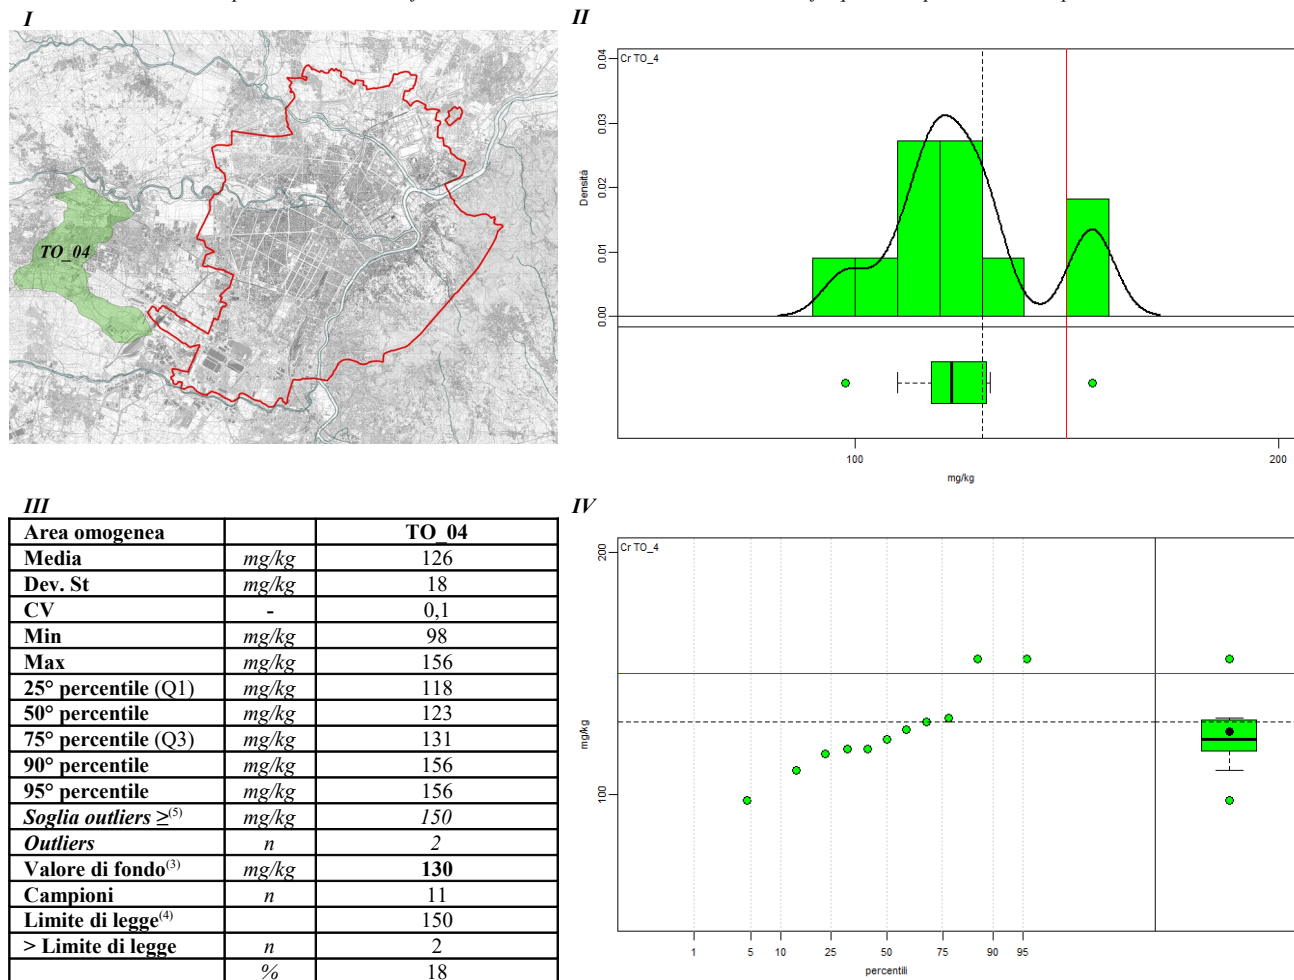 I
II
TO_04
Cr TO_4
0.04
0.03
0.02
0.01
0.00
Densità
100
200
mg/kg
III
Area omogenea TO_04
Media mg/kg 126
Dev. St mg/kg 18
CV - 0,1
Min mg/kg 98
Max mg/kg 156
25° percentile (Q1) mg/kg 118
50° percentile mg/kg 123
75° percentile (Q3) mg/kg 131
90° percentile mg/kg 156
95° percentile mg/kg 156
Soglia outliers ≥(5) mg/kg 150
Outliers n 2
Valore di fondo(3) mg/kg 130
Campioni n 11
Limite di legge(4) 150
> Limite di legge n 2
% 18
IV
Cr TO_4
200
100
mg/kg
1 5 10 25 50 75 90 95
percentili